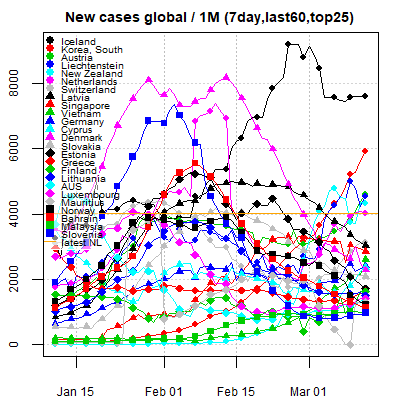 New cases global / 1M (7day,last60,top25)
Iceland
Korea, South
Austria
Liechtenstein
New Zealand
Netherlands
Switzerland
Latvia
Singapore
Vietnam
Germany
Cyprus
Denmark
Slovakia
Estonia
Greece
Finland
Lithuania
AUS
Luxembourg
Mauritius
Norway
Bahrain
Malaysia
Slovenia
latest NL
0
2000
4000
6000
8000
Jan 15
Feb 01
Feb 15
Mar 01